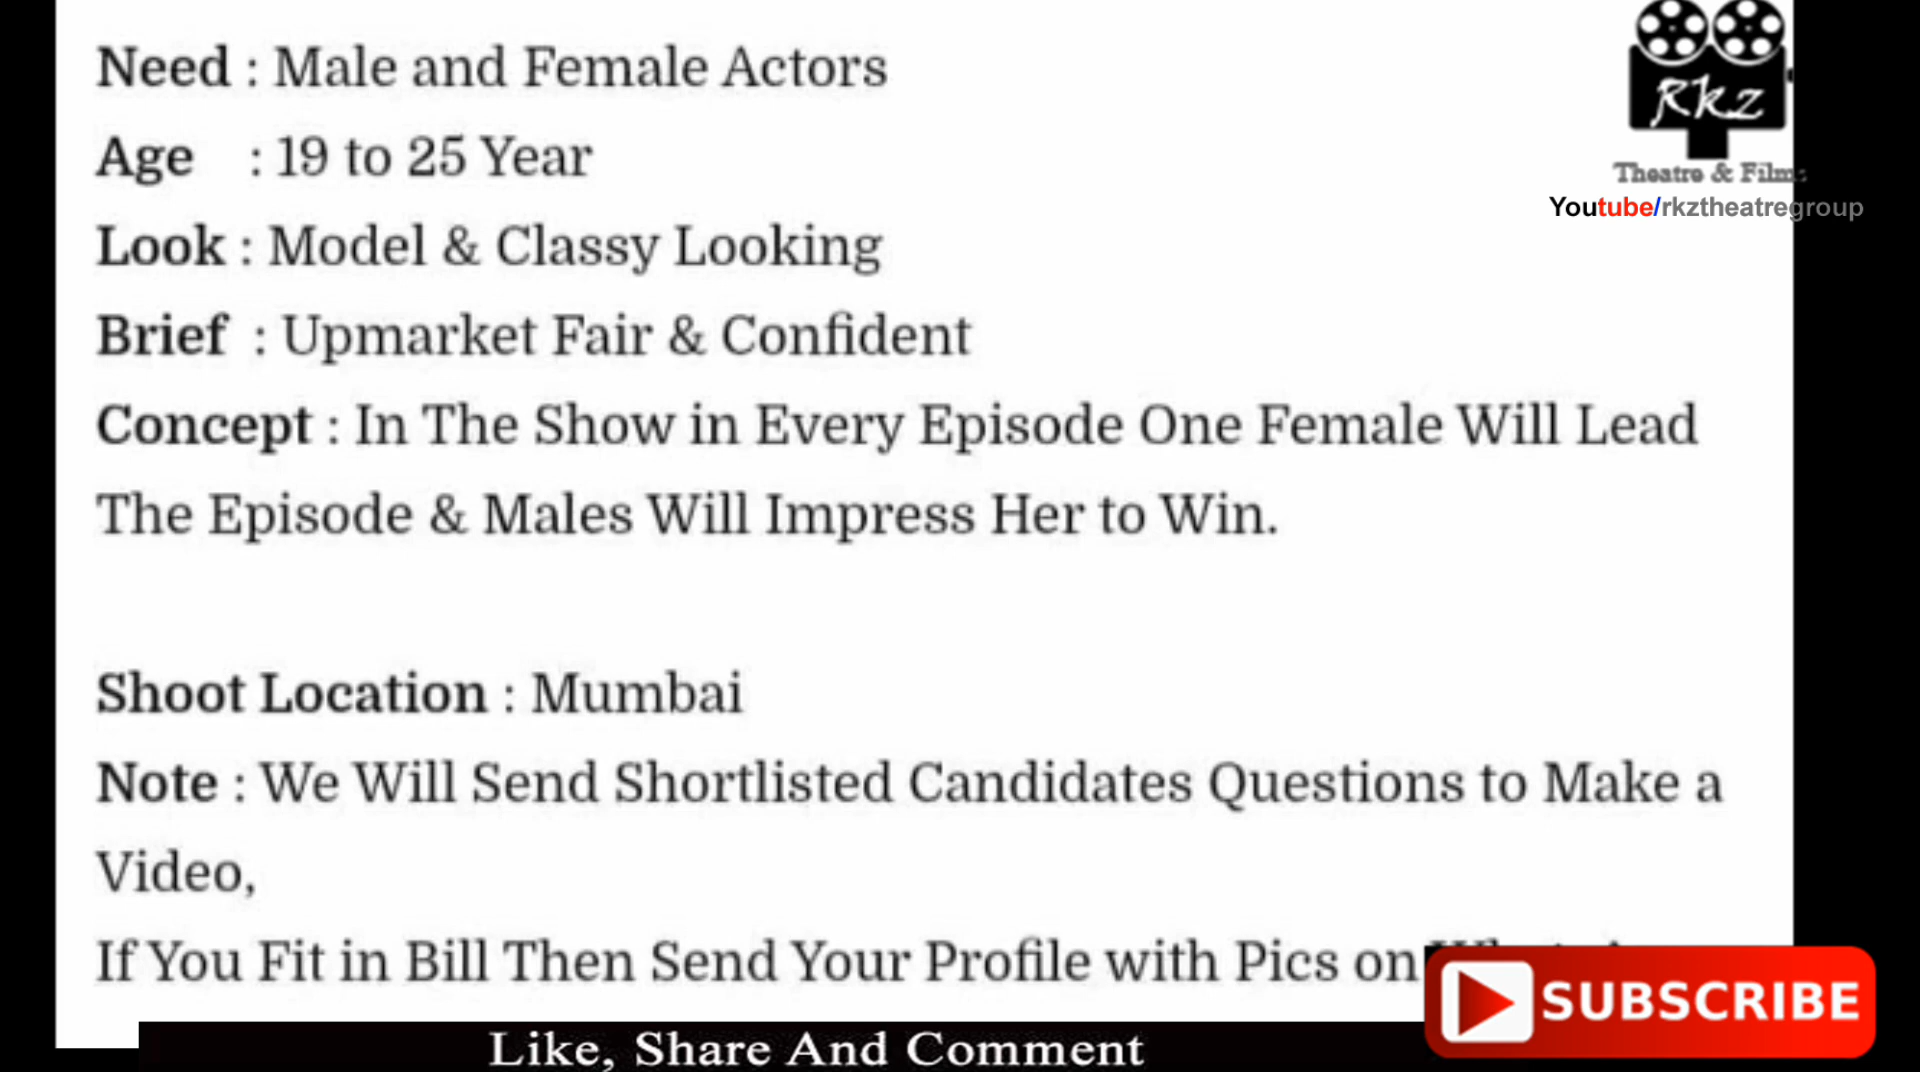 Need : Male and Female Actors
Age : 19 to 25 Year
Look : Model & Classy Looking
Brief : Upmarket Fair & Confident
Concept : In The Show in Every Episode One Female Will Lead
The Episode & Males Will Impress Her to Win.
Shoot Location : Mumbai
Note : We Will Send Shortlisted Candidates Questions to Make a
Video,
If You Fit in Bill Then Send Your Profile with Pics on
Rkz
Theatre & Films
Youtube/rkztheatregroup
SUBSCRIBE
Like, Share And Comment